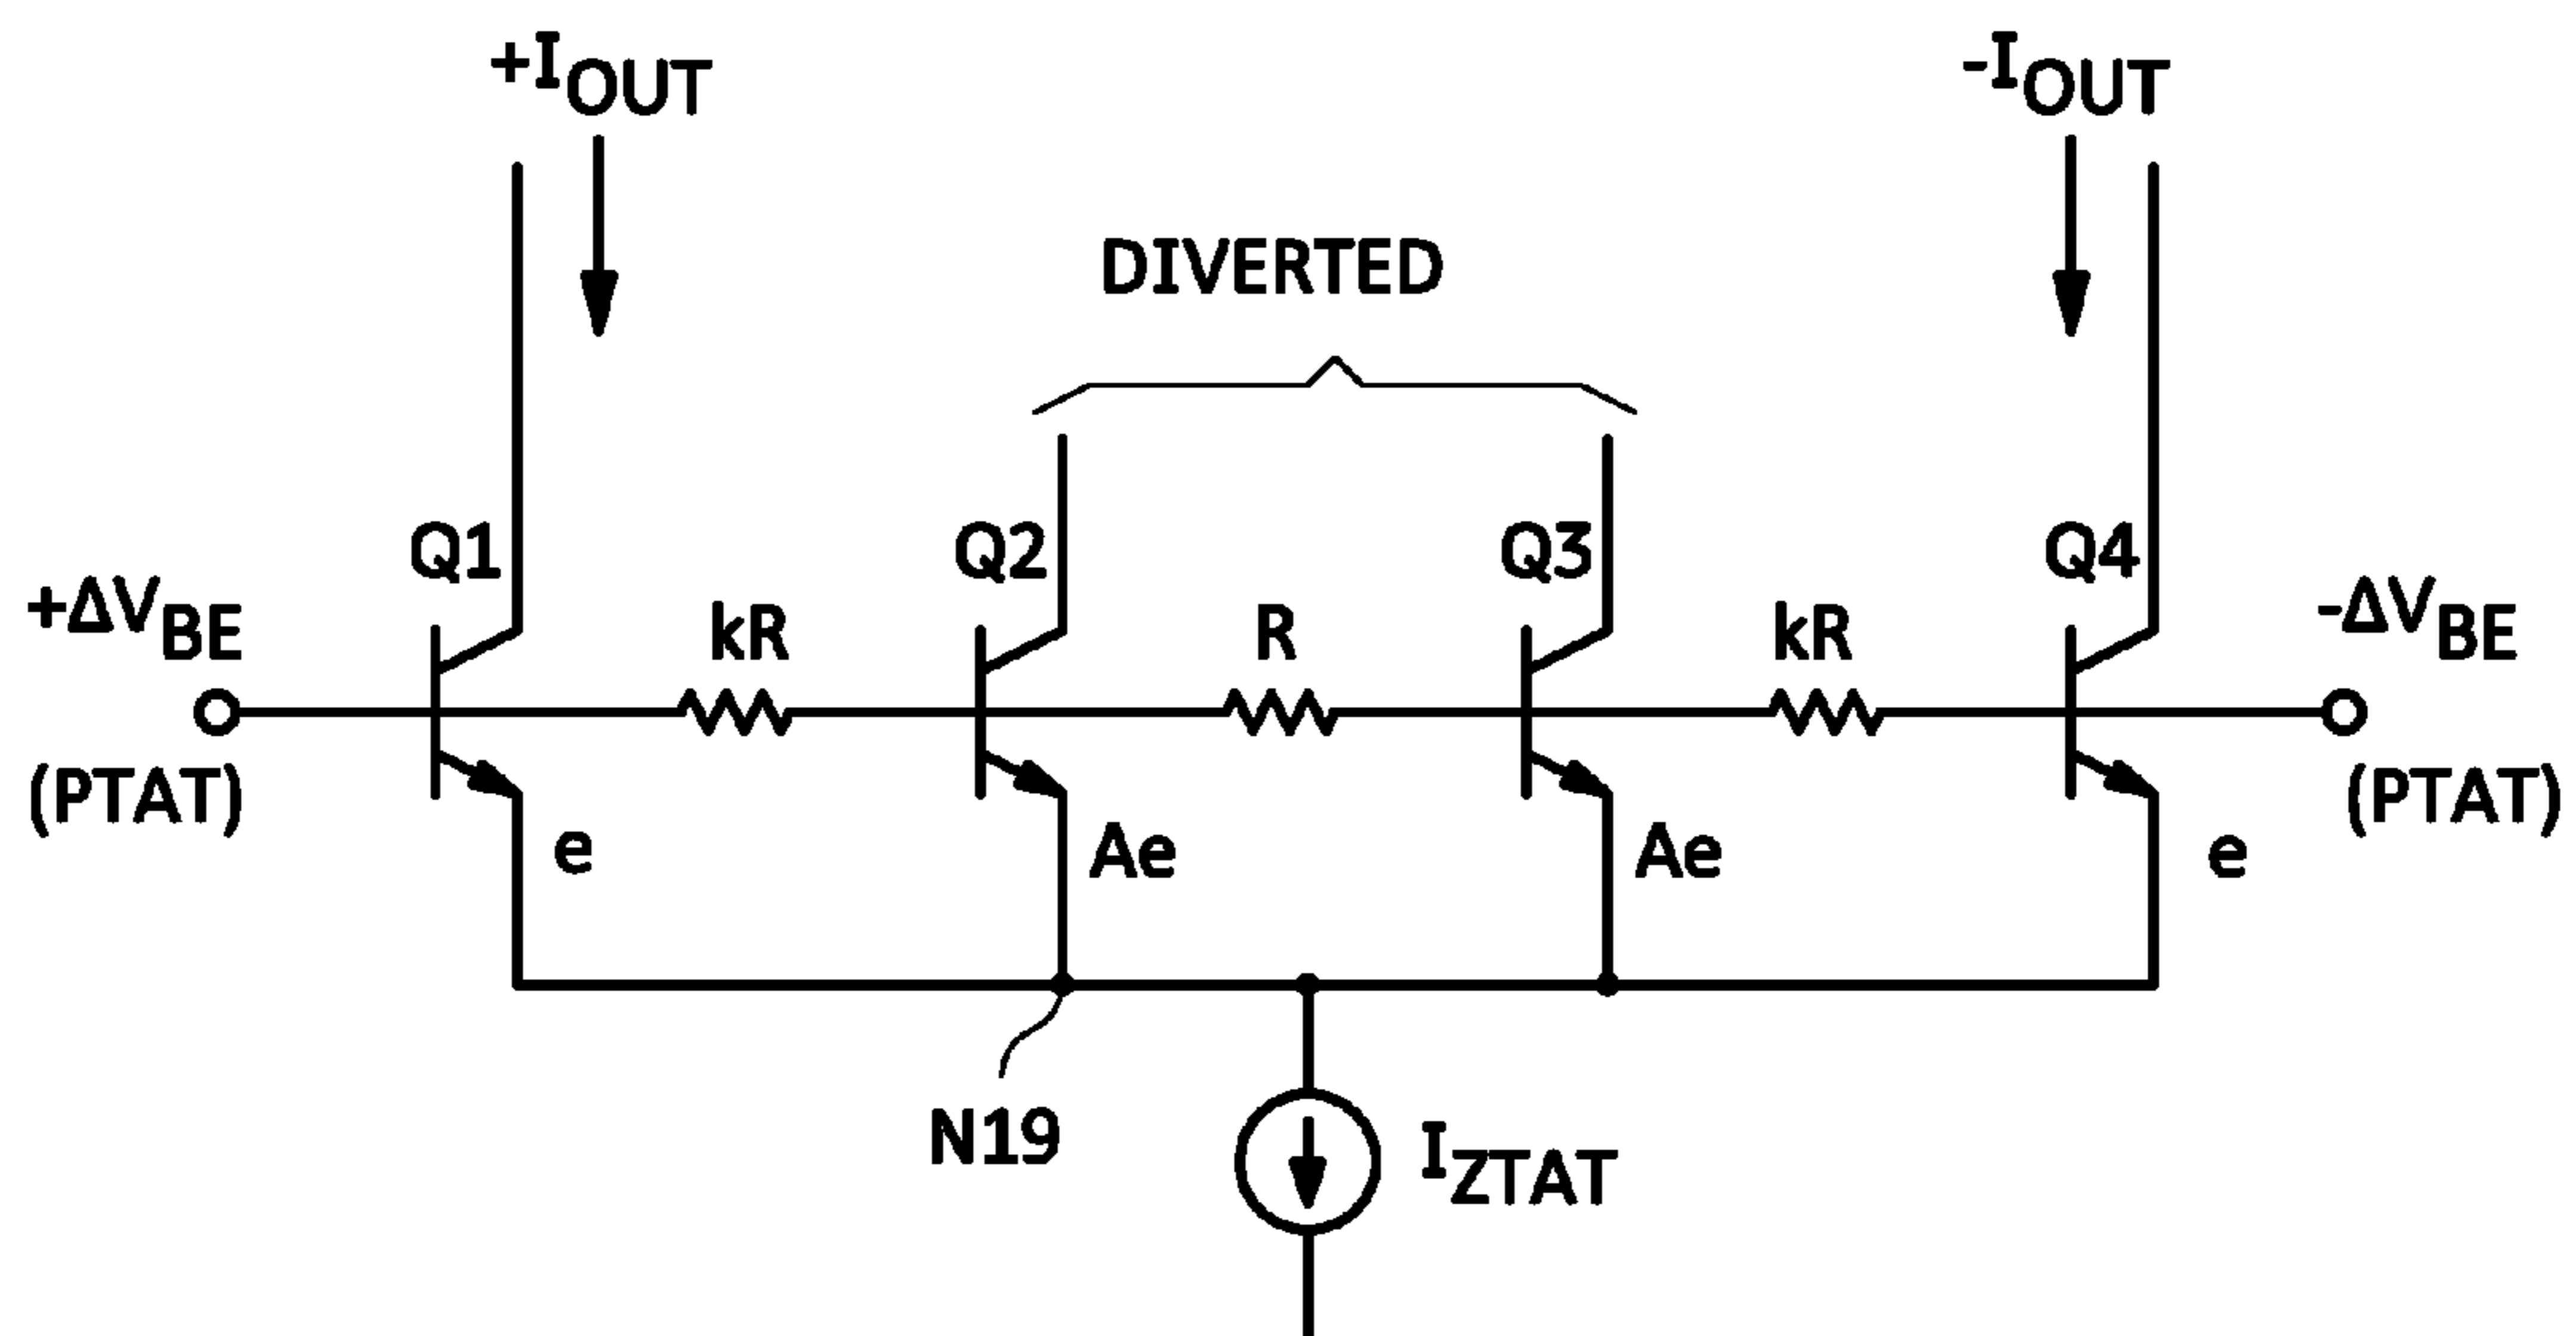 +IOUT
-IOUT
DIVERTED
Q1
Q2
Q3
Q4
+ΔVBE
kR
R
kR
-ΔVBE
(PTAT)
(PTAT)
e
Ae
Ae
e
N19
IZTAT